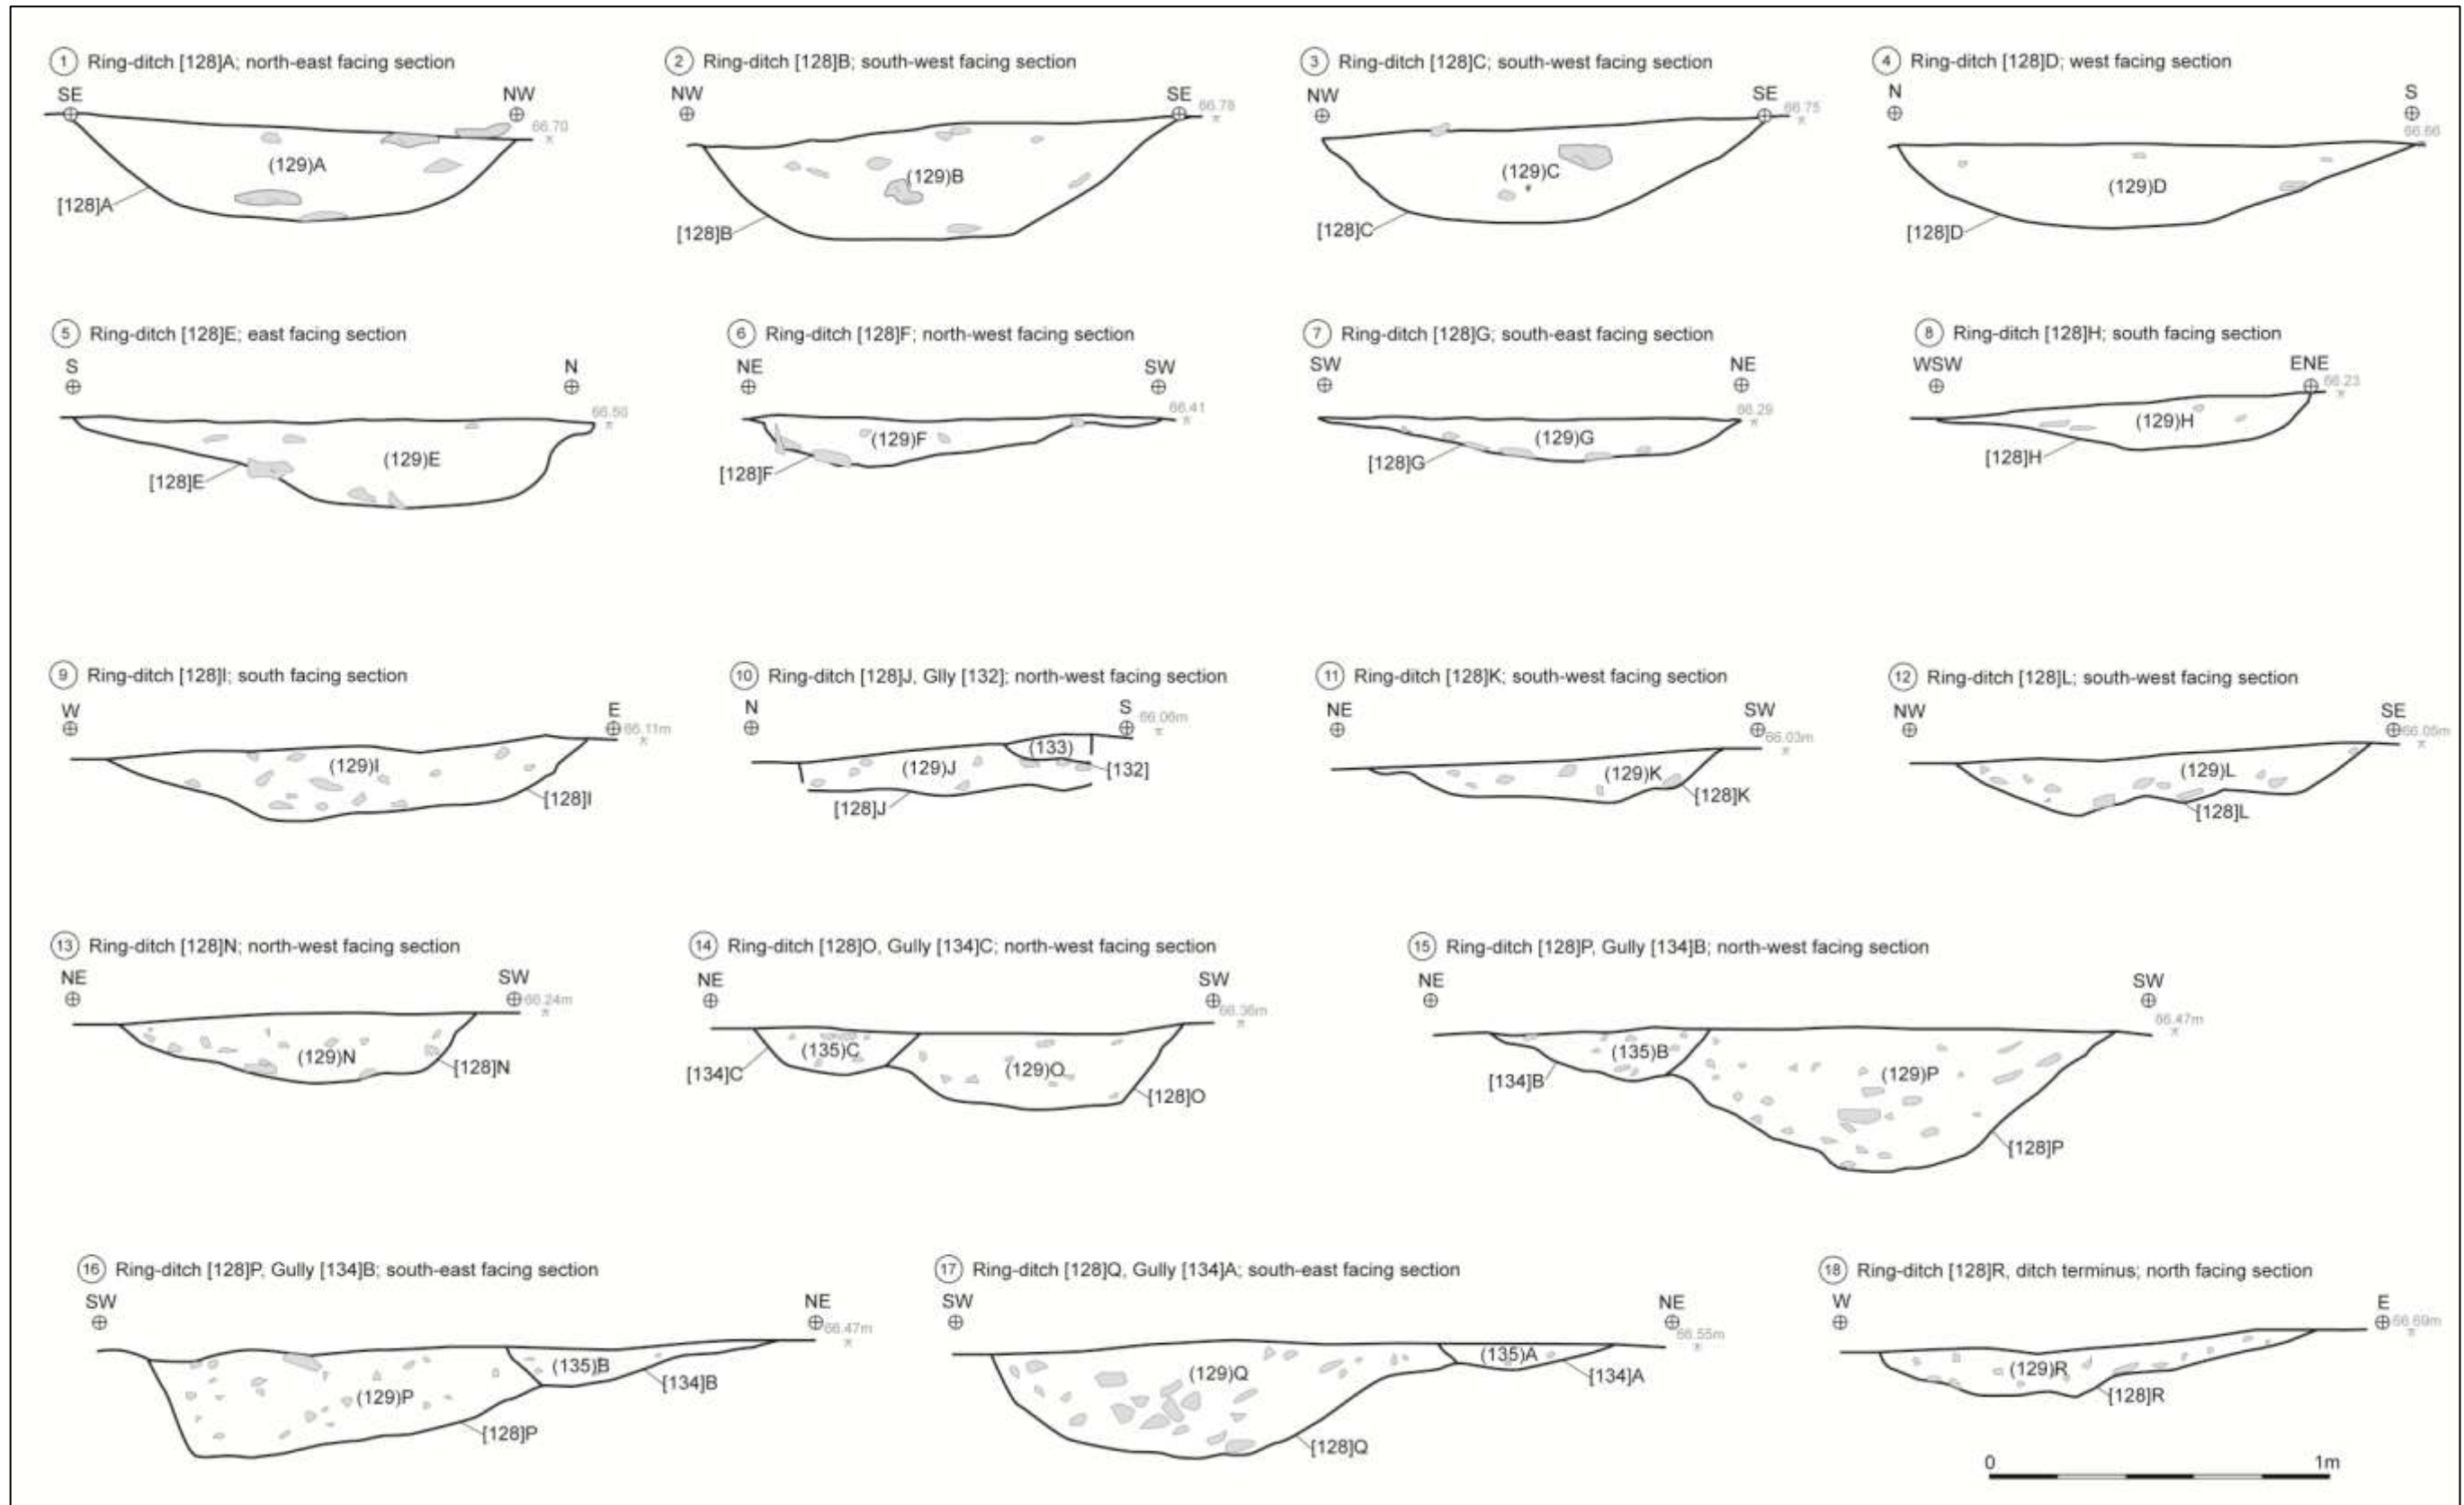 1 Ring-ditch [128]A; north-east facing section
SE NW
66.70
(129)A
[128]A
2 Ring-ditch [128]B; south-west facing section
NW SE
66.78
(129)B
[128]B
3 Ring-ditch [128]C; south-west facing section
NW SE
66.75
(129)C
[128]C
4 Ring-ditch [128]D; west facing section
N S
66.66
(129)D
[128]D
5 Ring-ditch [128]E; east facing section
S N
(129)E
[128]E
6 Ring-ditch [128]F; north-west facing section
NE SW
66.41
(129)F
[128]F
7 Ring-ditch [128]G; south-east facing section
SW NE
66.29
(129)G
[128]G
8 Ring-ditch [128]H; south facing section
WSW ENE
66.23
(129)H
[128]H
9 Ring-ditch [128]I; south facing section
W E
66.11m
(129)I
[128]I
10 Ring-ditch [128]J, Glly [132]; north-west facing section
N S
66.06m
(133)
(129)J
[132]
[128]J
11 Ring-ditch [128]K; south-west facing section
NE SW
66.03m
(129)K
[128]K
12 Ring-ditch [128]L; south-west facing section
NW SE
66.05m
(129)L
[128]L
13 Ring-ditch [128]N; north-west facing section
NE SW
66.24m
(129)N
[128]N
14 Ring-ditch [128]O, Gully [134]C; north-west facing section
NE SW
66.36m
(135)C
(129)O
[134]C
[128]O
15 Ring-ditch [128]P, Gully [134]B; north-west facing section
NE SW
66.47m
(135)B
(129)P
[134]B
[128]P
16 Ring-ditch [128]P, Gully [134]B; south-east facing section
SW NE
66.47m
(135)B
(129)P
[134]B
[128]P
17 Ring-ditch [128]Q, Gully [134]A; south-east facing section
SW NE
66.55m
(135)A
(129)Q
[134]A
[128]Q
18 Ring-ditch [128]R, ditch terminus; north facing section
W E
66.69m
(129)R
[128]R
0 1m